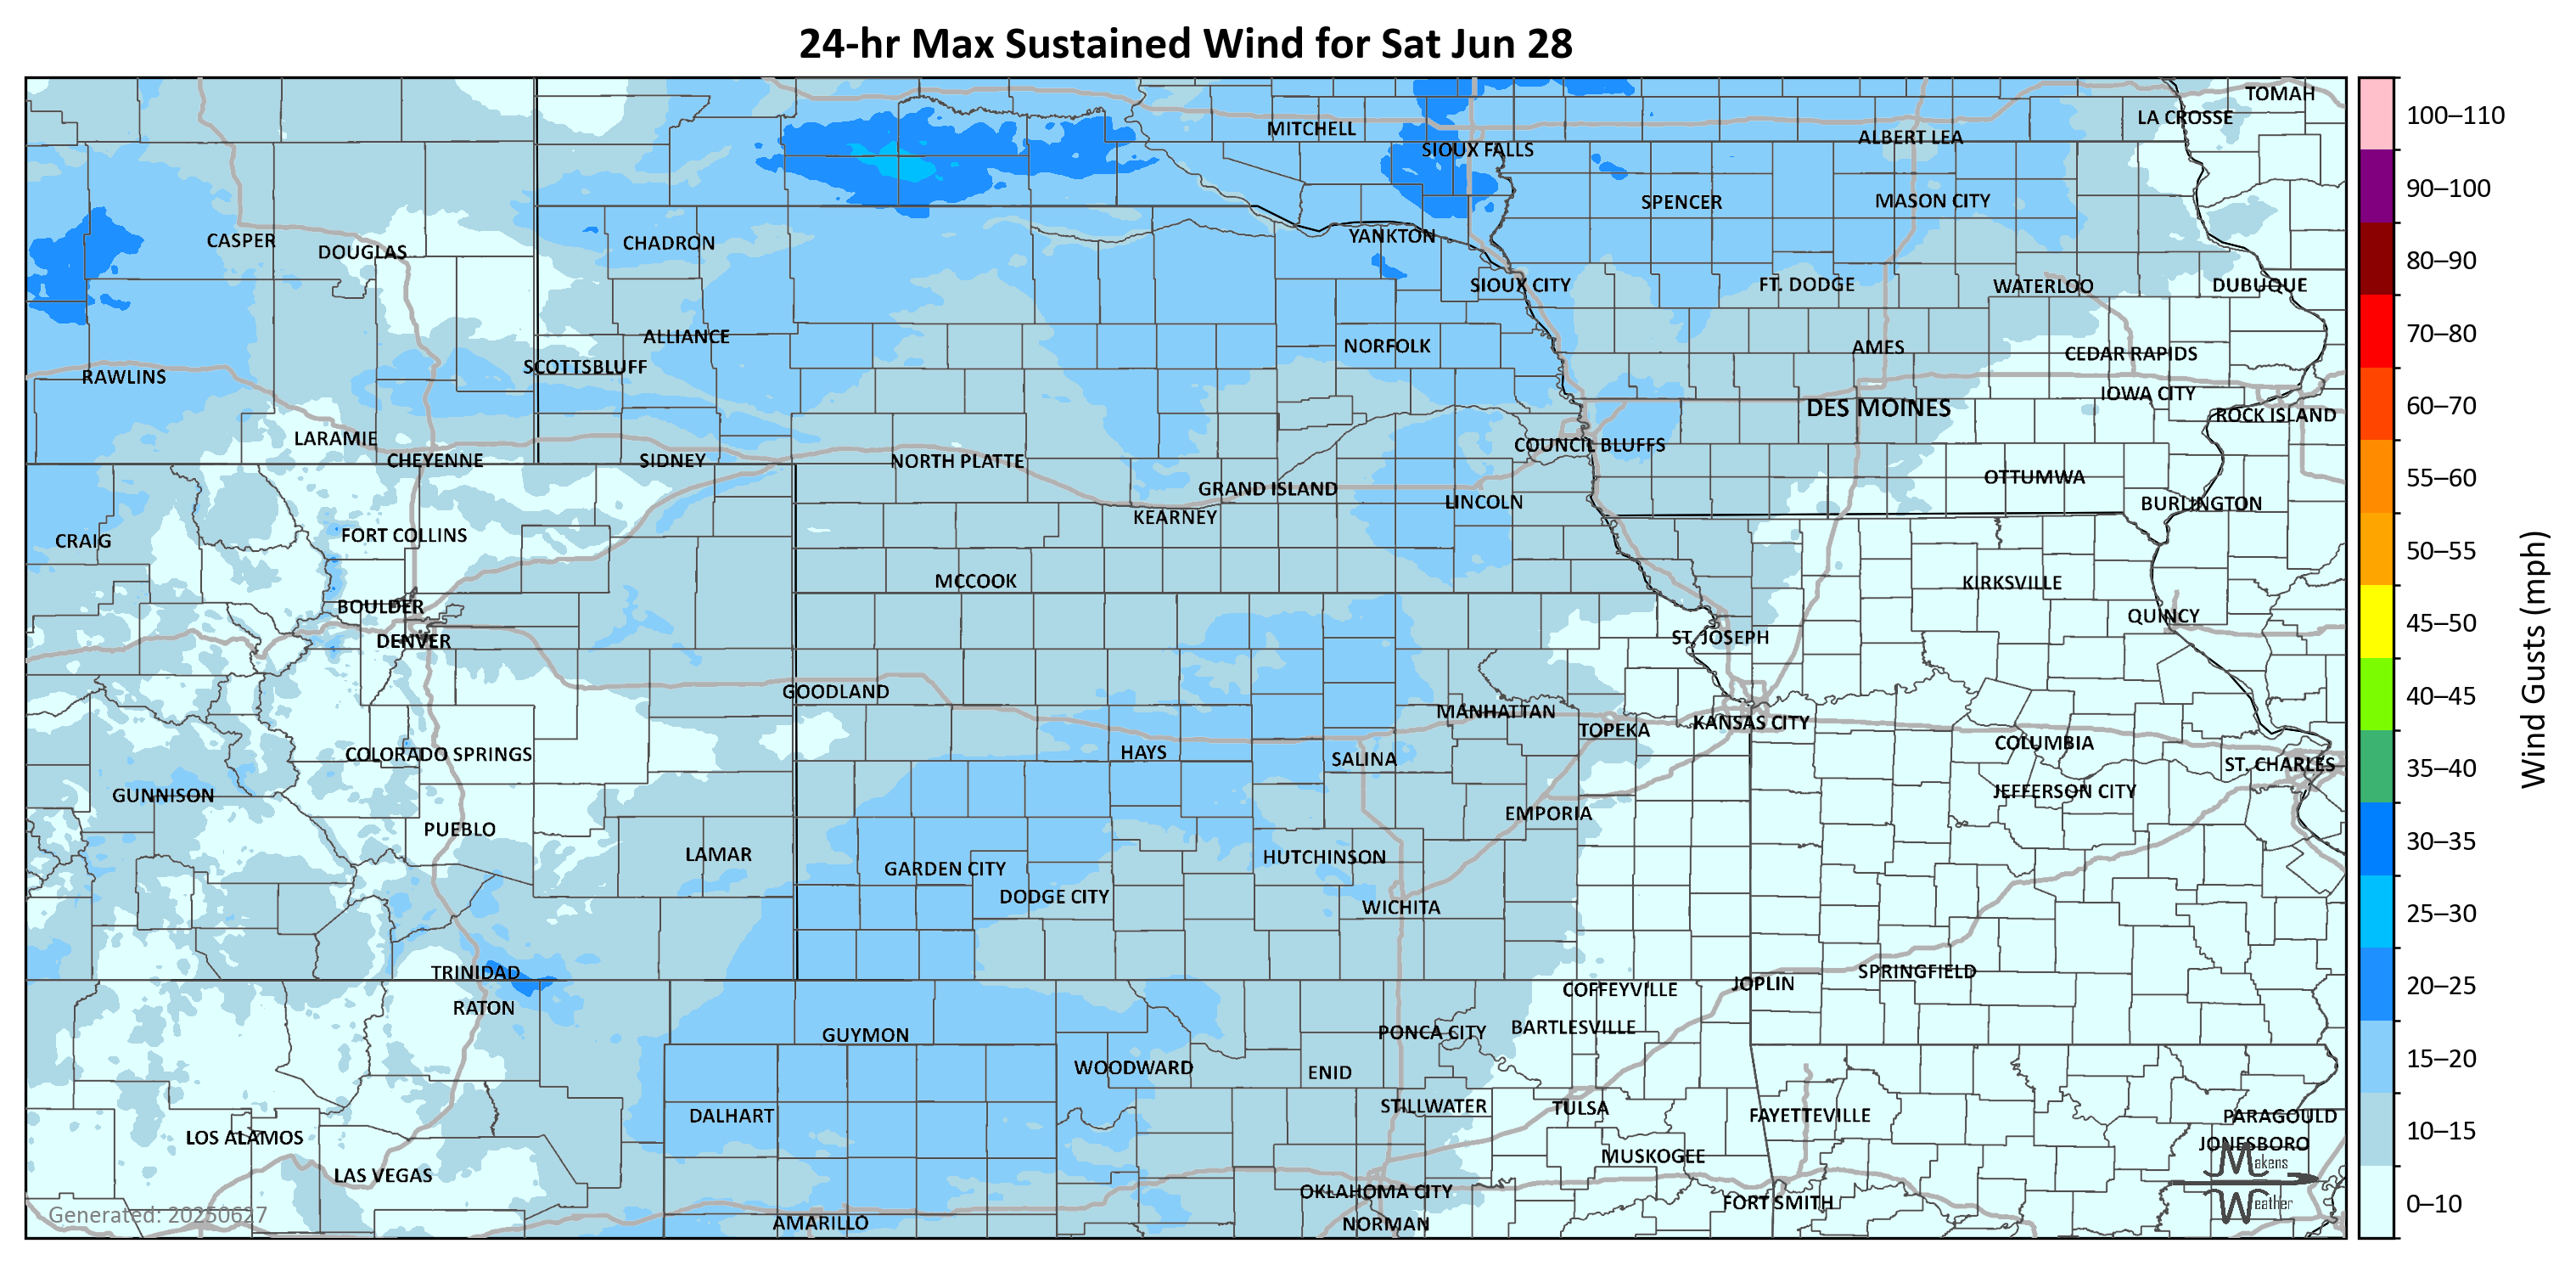 24-hr Max Sustained Wind for Sat Jun 28
TOMAH
LA CROSSE
MITCHELL
ALBERT LEA
SIOUX FALLS
SPENCER
MASON CITY
CASPER
DOUGLAS
CHADRON
YANKTON
SIOUX CITY
FT. DODGE
WATERLOO
DUBUQUE
ALLIANCE
NORFOLK
AMES
CEDAR RAPIDS
SCOTTSBLUFF
RAWLINS
IOWA CITY
DES MOINES
ROCK ISLAND
LARAMIE
COUNCIL BLUFFS
CHEYENNE
SIDNEY
NORTH PLATTE
OTTUMWA
GRAND ISLAND
LINCOLN
BURLINGTON
KEARNEY
CRAIG
FORT COLLINS
MCCOOK
KIRKSVILLE
BOULDER
QUINCY
DENVER
ST. JOSEPH
GOODLAND
MANHATTAN
TOPEKA
KANSAS CITY
COLUMBIA
COLORADO SPRINGS
HAYS
SALINA
ST. CHARLES
GUNNISON
JEFFERSON CITY
EMPORIA
PUEBLO
LAMAR
GARDEN CITY
HUTCHINSON
DODGE CITY
WICHITA
TRINIDAD
SPRINGFIELD
JOPLIN
COFFEYVILLE
RATON
GUYMON
PONCA CITY
BARTLESVILLE
WOODWARD
ENID
DALHART
STILLWATER
TULSA
FAYETTEVILLE
PARAGOULD
LOS ALAMOS
JONESBORO
MUSKOGEE
LAS VEGAS
OKLAHOMA CITY
FORT SMITH
AMARILLO
NORMAN
Makens
Weather
Generated: 20250627
100–110
90–100
80–90
70–80
60–70
55–60
50–55
45–50
40–45
35–40
30–35
25–30
20–25
15–20
10–15
0–10
Wind Gusts (mph)